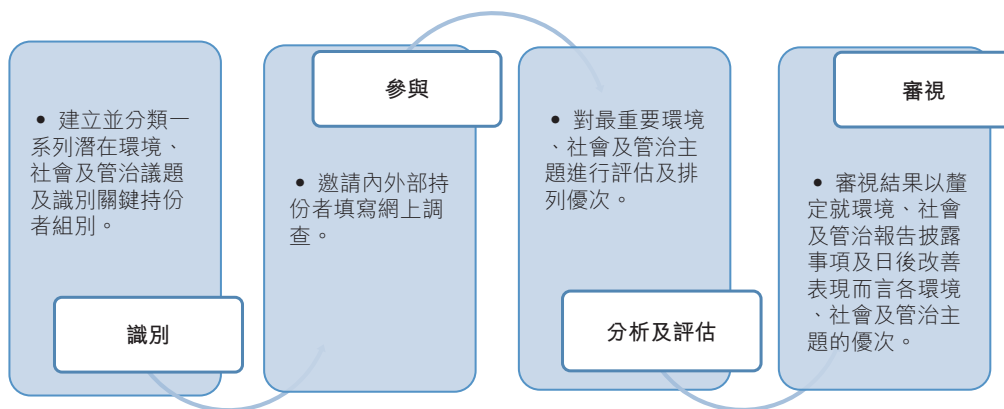 • 建立並分類一
系列潛在環境、
社會及管治議題
及識別關鍵持份
者組別。
識別
參與
• 邀請內外部持
份者填寫網上調
查。
• 對最重要環境
、社會及管治主
題進行評估及排
列優次。
分析及評估
審視
• 審視結果以釐
定就環境、社會
及管治報告披露
事項及日後改善
表現而言各環境
、社會及管治主
題的優次。